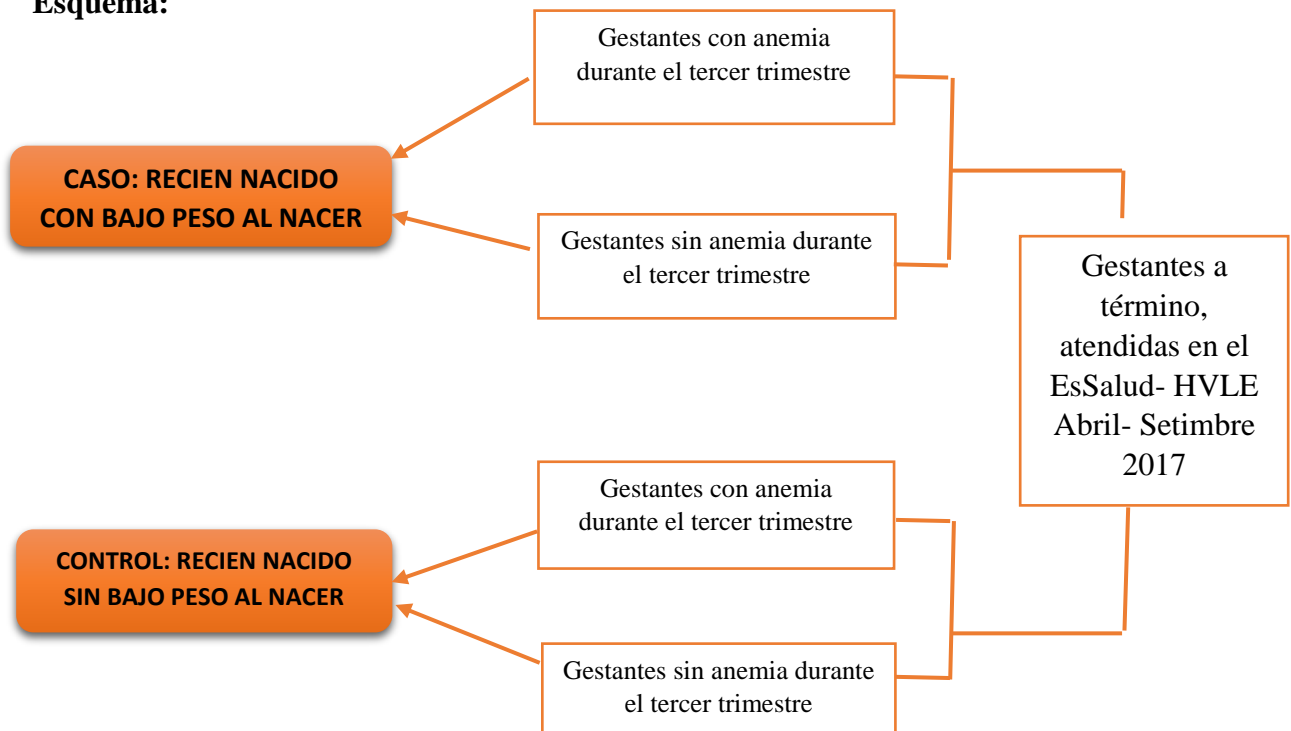 Esquema:
Gestantes con anemia
durante el tercer trimestre
CASO: RECIEN NACIDO
CON BAJO PESO AL NACER
Gestantes sin anemia durante
el tercer trimestre
Gestantes a
término,
atendidas en el
EsSalud- HVLE
Abril- Setimbre
2017
Gestantes con anemia
durante el tercer trimestre
CONTROL: RECIEN NACIDO
SIN BAJO PESO AL NACER
Gestantes sin anemia durante
el tercer trimestre